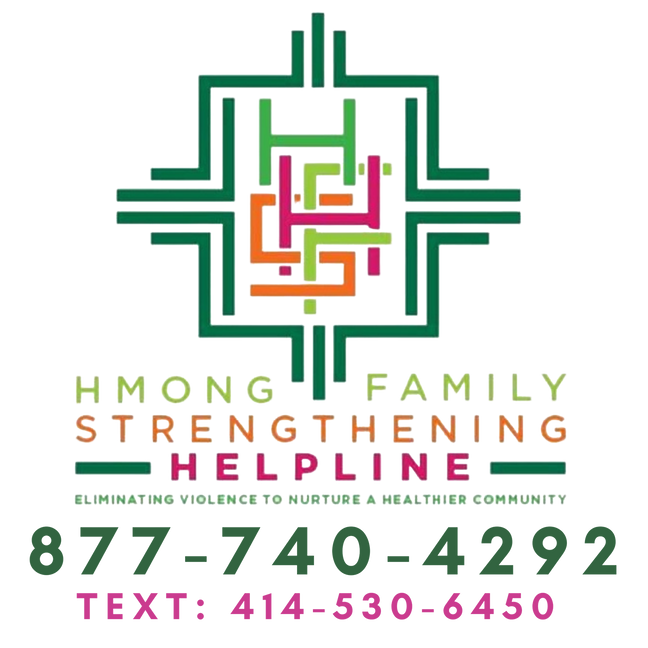 HMONG FAMILY
STRENGTHENING
HELPLINE
ELIMINATING VIOLENCE TO NURTURE A HEALTHIER COMMUNITY
877-740-4292
TEXT: 414-530-6450